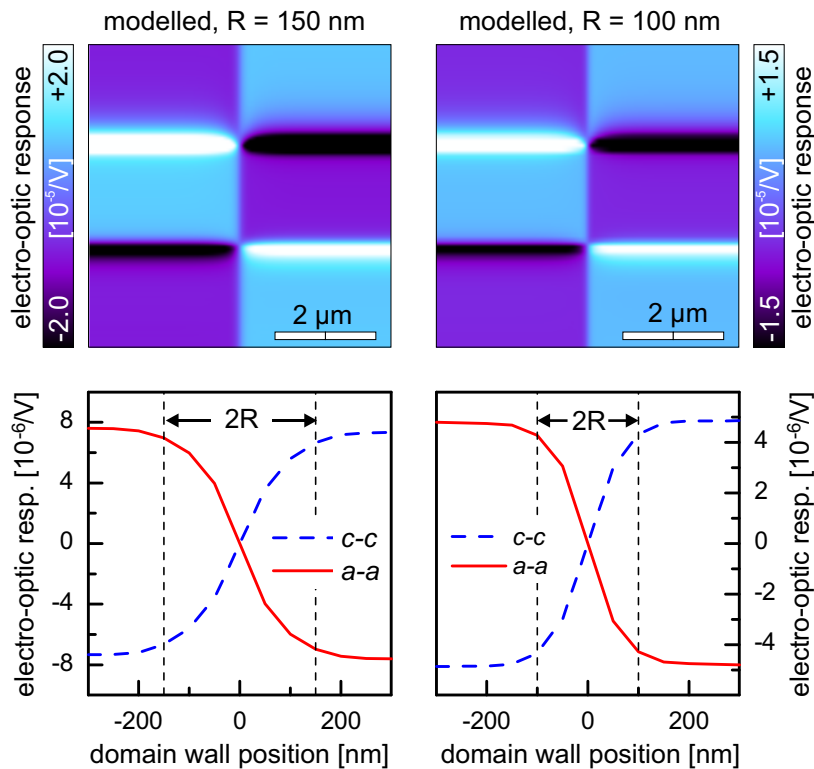 modelled, R = 150 nm
modelled, R = 100 nm
electro-optic response
-2.0 [10⁻⁵/V] +2.0
2 µm
2 µm
-1.5 [10⁻⁵/V] +1.5
electro-optic response
electro-optic resp. [10⁻⁶/V]
8
4
0
-4
-8
2R
c-c
a-a
-200 0 200
domain wall position [nm]
2R
c-c
a-a
4
2
0
-2
-4
electro-optic resp. [10⁻⁶/V]
-200 0 200
domain wall position [nm]